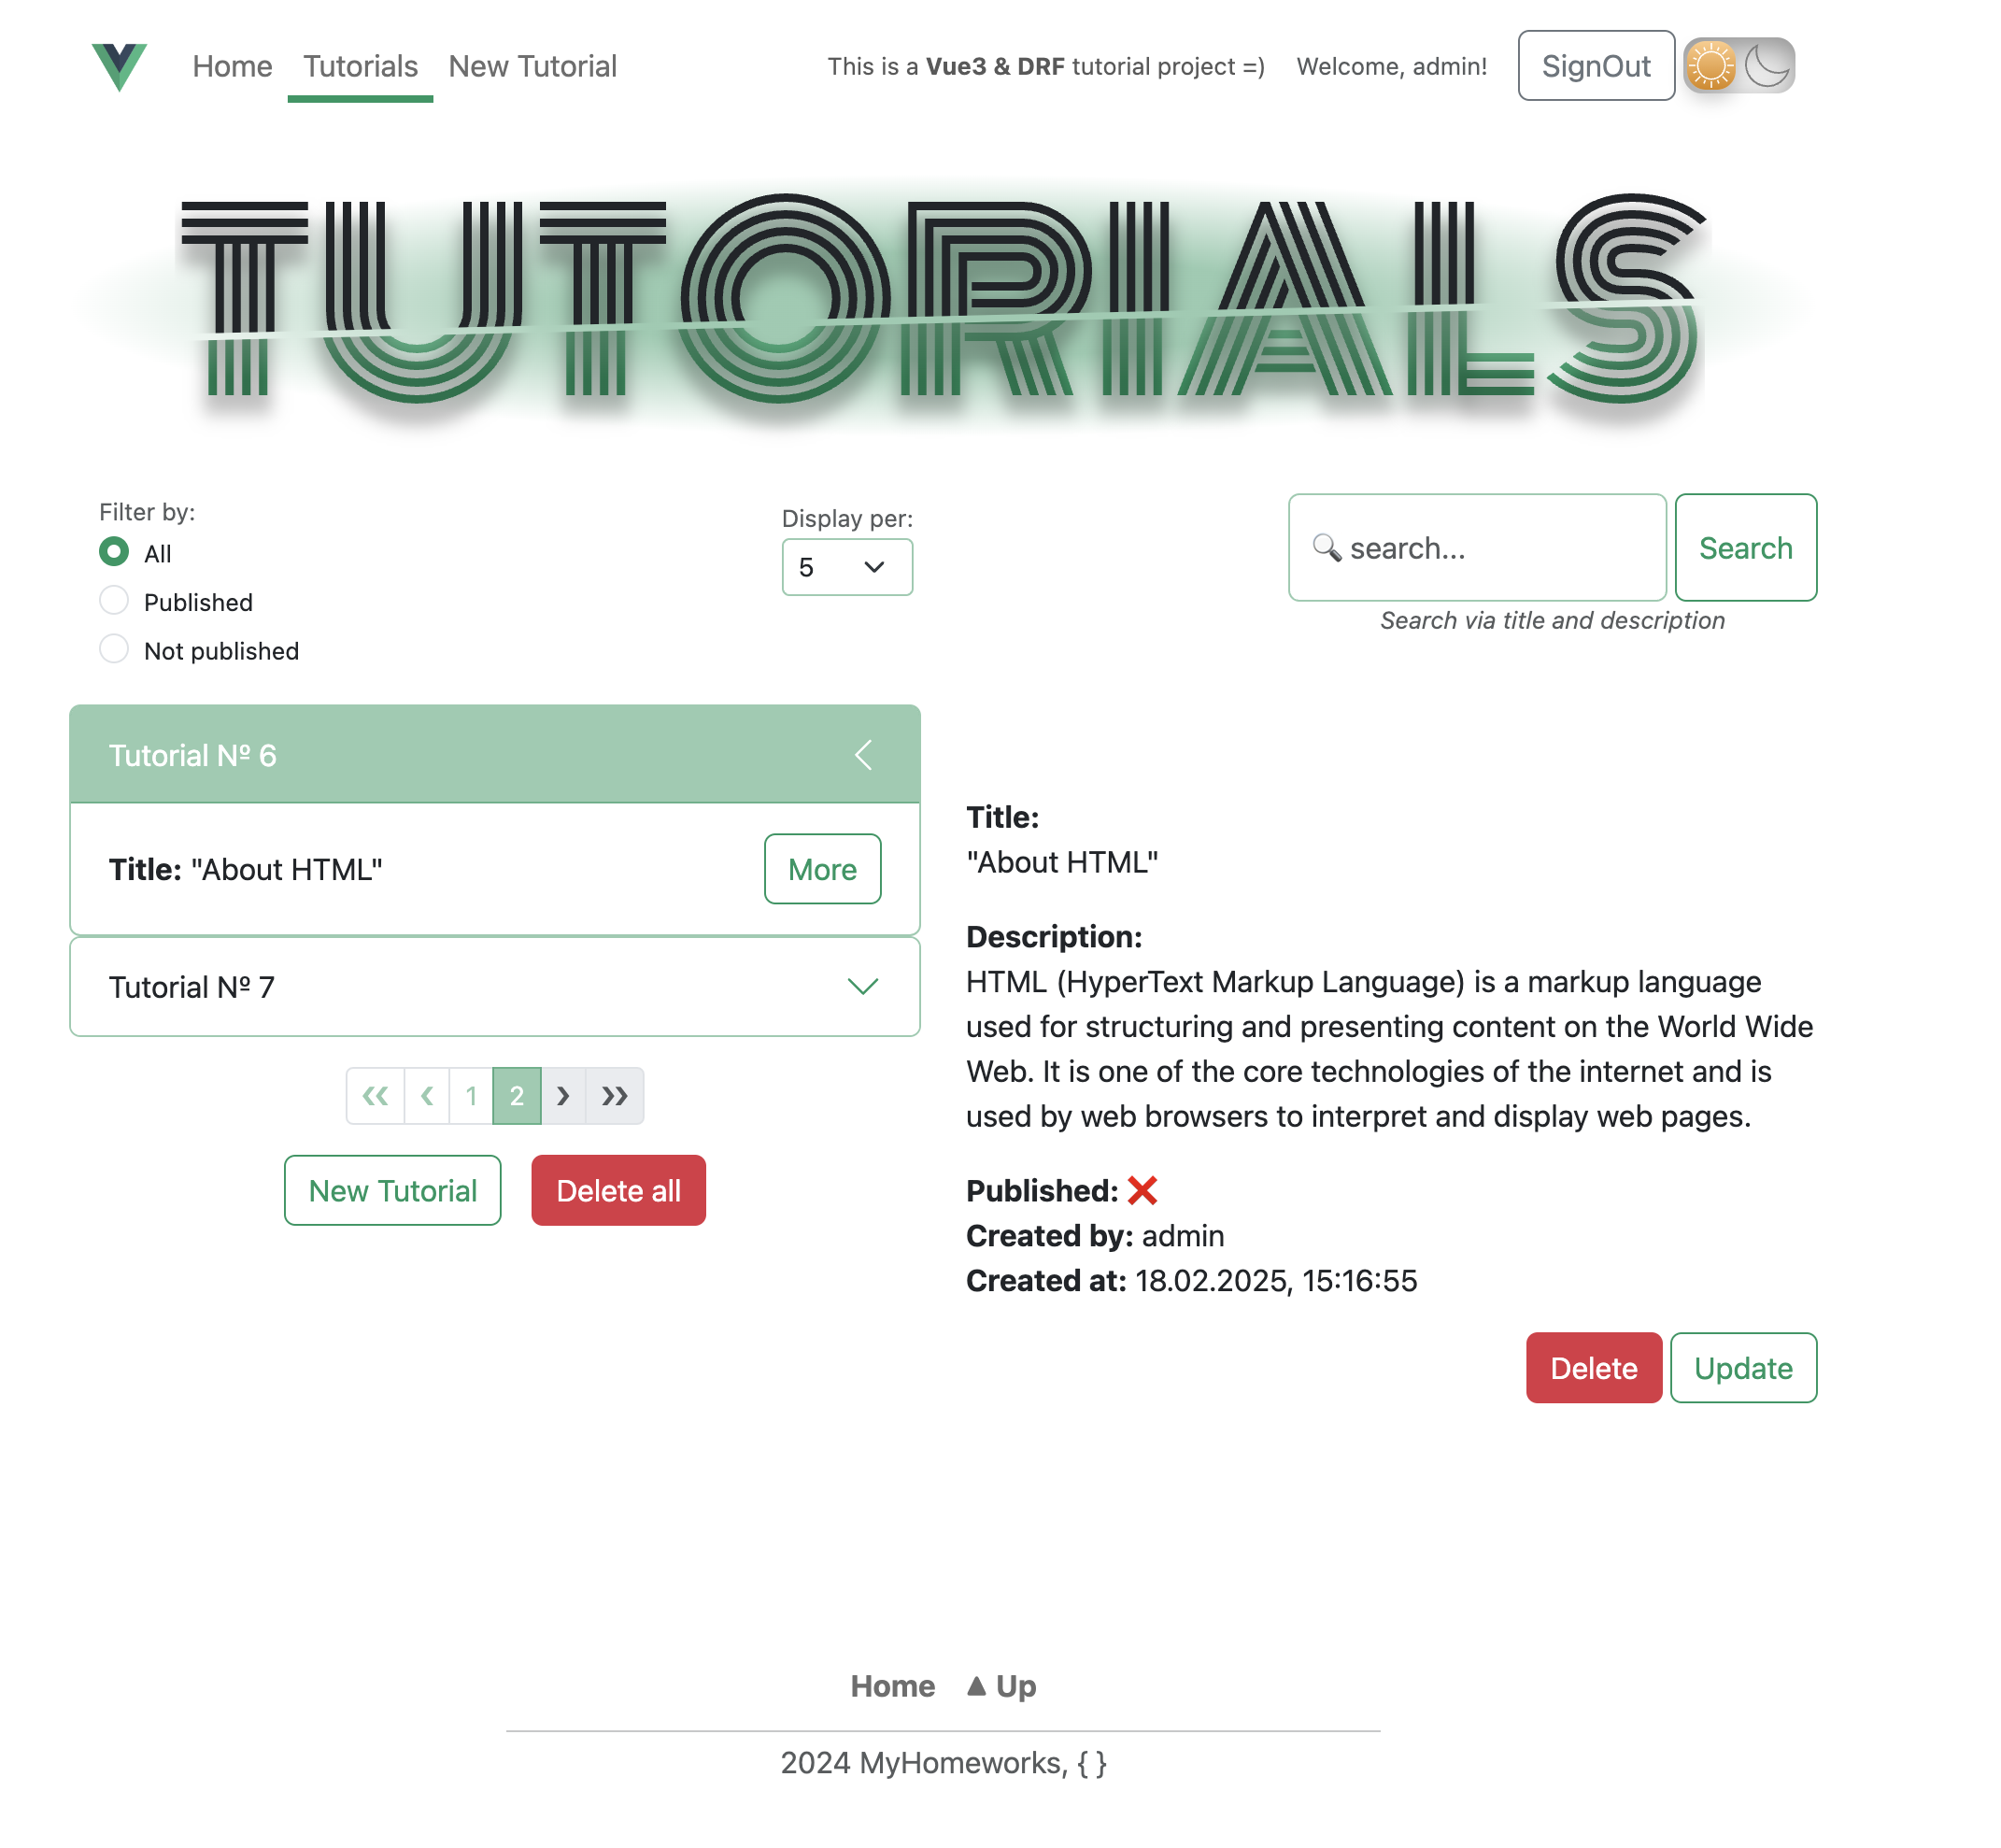 Home Tutorials New Tutorial This is a Vue3 & DRF tutorial project =) Welcome, admin! SignOut
TUTORIALS
Filter by:
All
Published
Not published
Display per:
5
🔍 search... Search
Search via title and description
Tutorial Nº 6
Title: "About HTML" More
Tutorial Nº 7
« ‹ 1 2 › »
New Tutorial Delete all
Title:
"About HTML"
Description:
HTML (HyperText Markup Language) is a markup language
used for structuring and presenting content on the World Wide
Web. It is one of the core technologies of the internet and is
used by web browsers to interpret and display web pages.
Published: ❌
Created by: admin
Created at: 18.02.2025, 15:16:55
Delete Update
Home ▲ Up
2024 MyHomeworks, { }